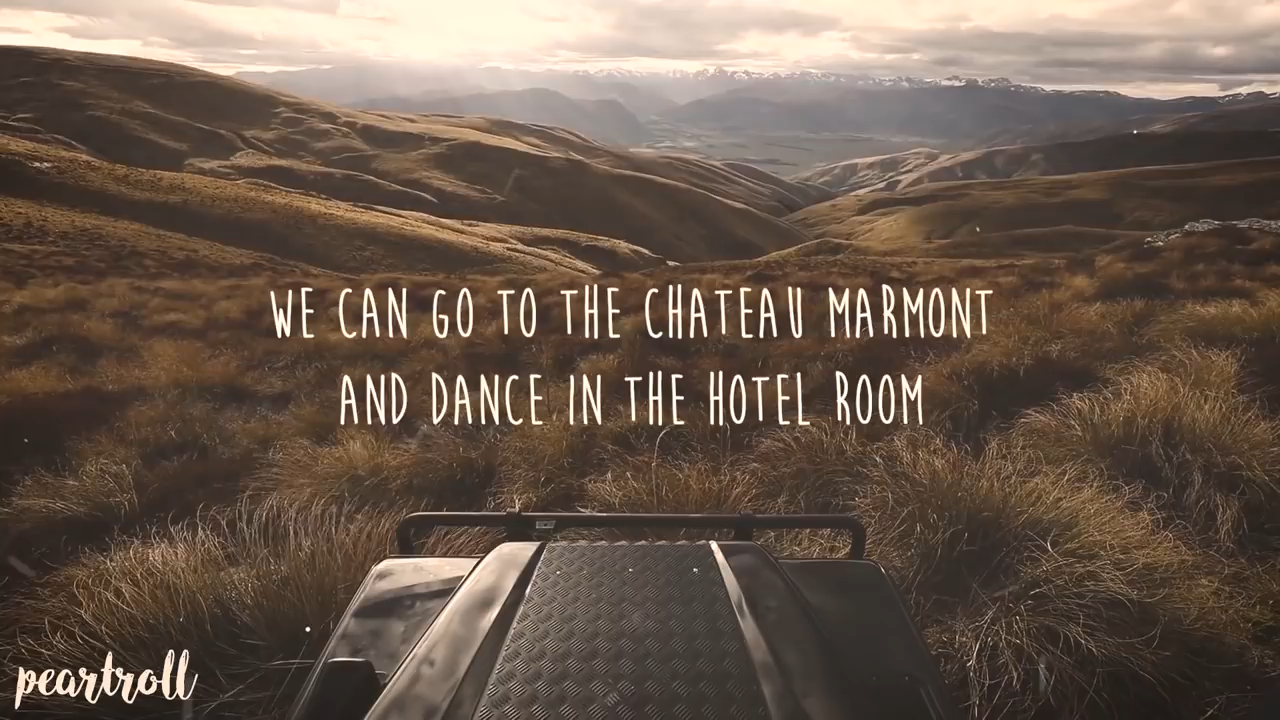 WE CAN GO TO THE CHATEAU MARMONT
AND DANCE IN THE HOTEL ROOM
peartroll